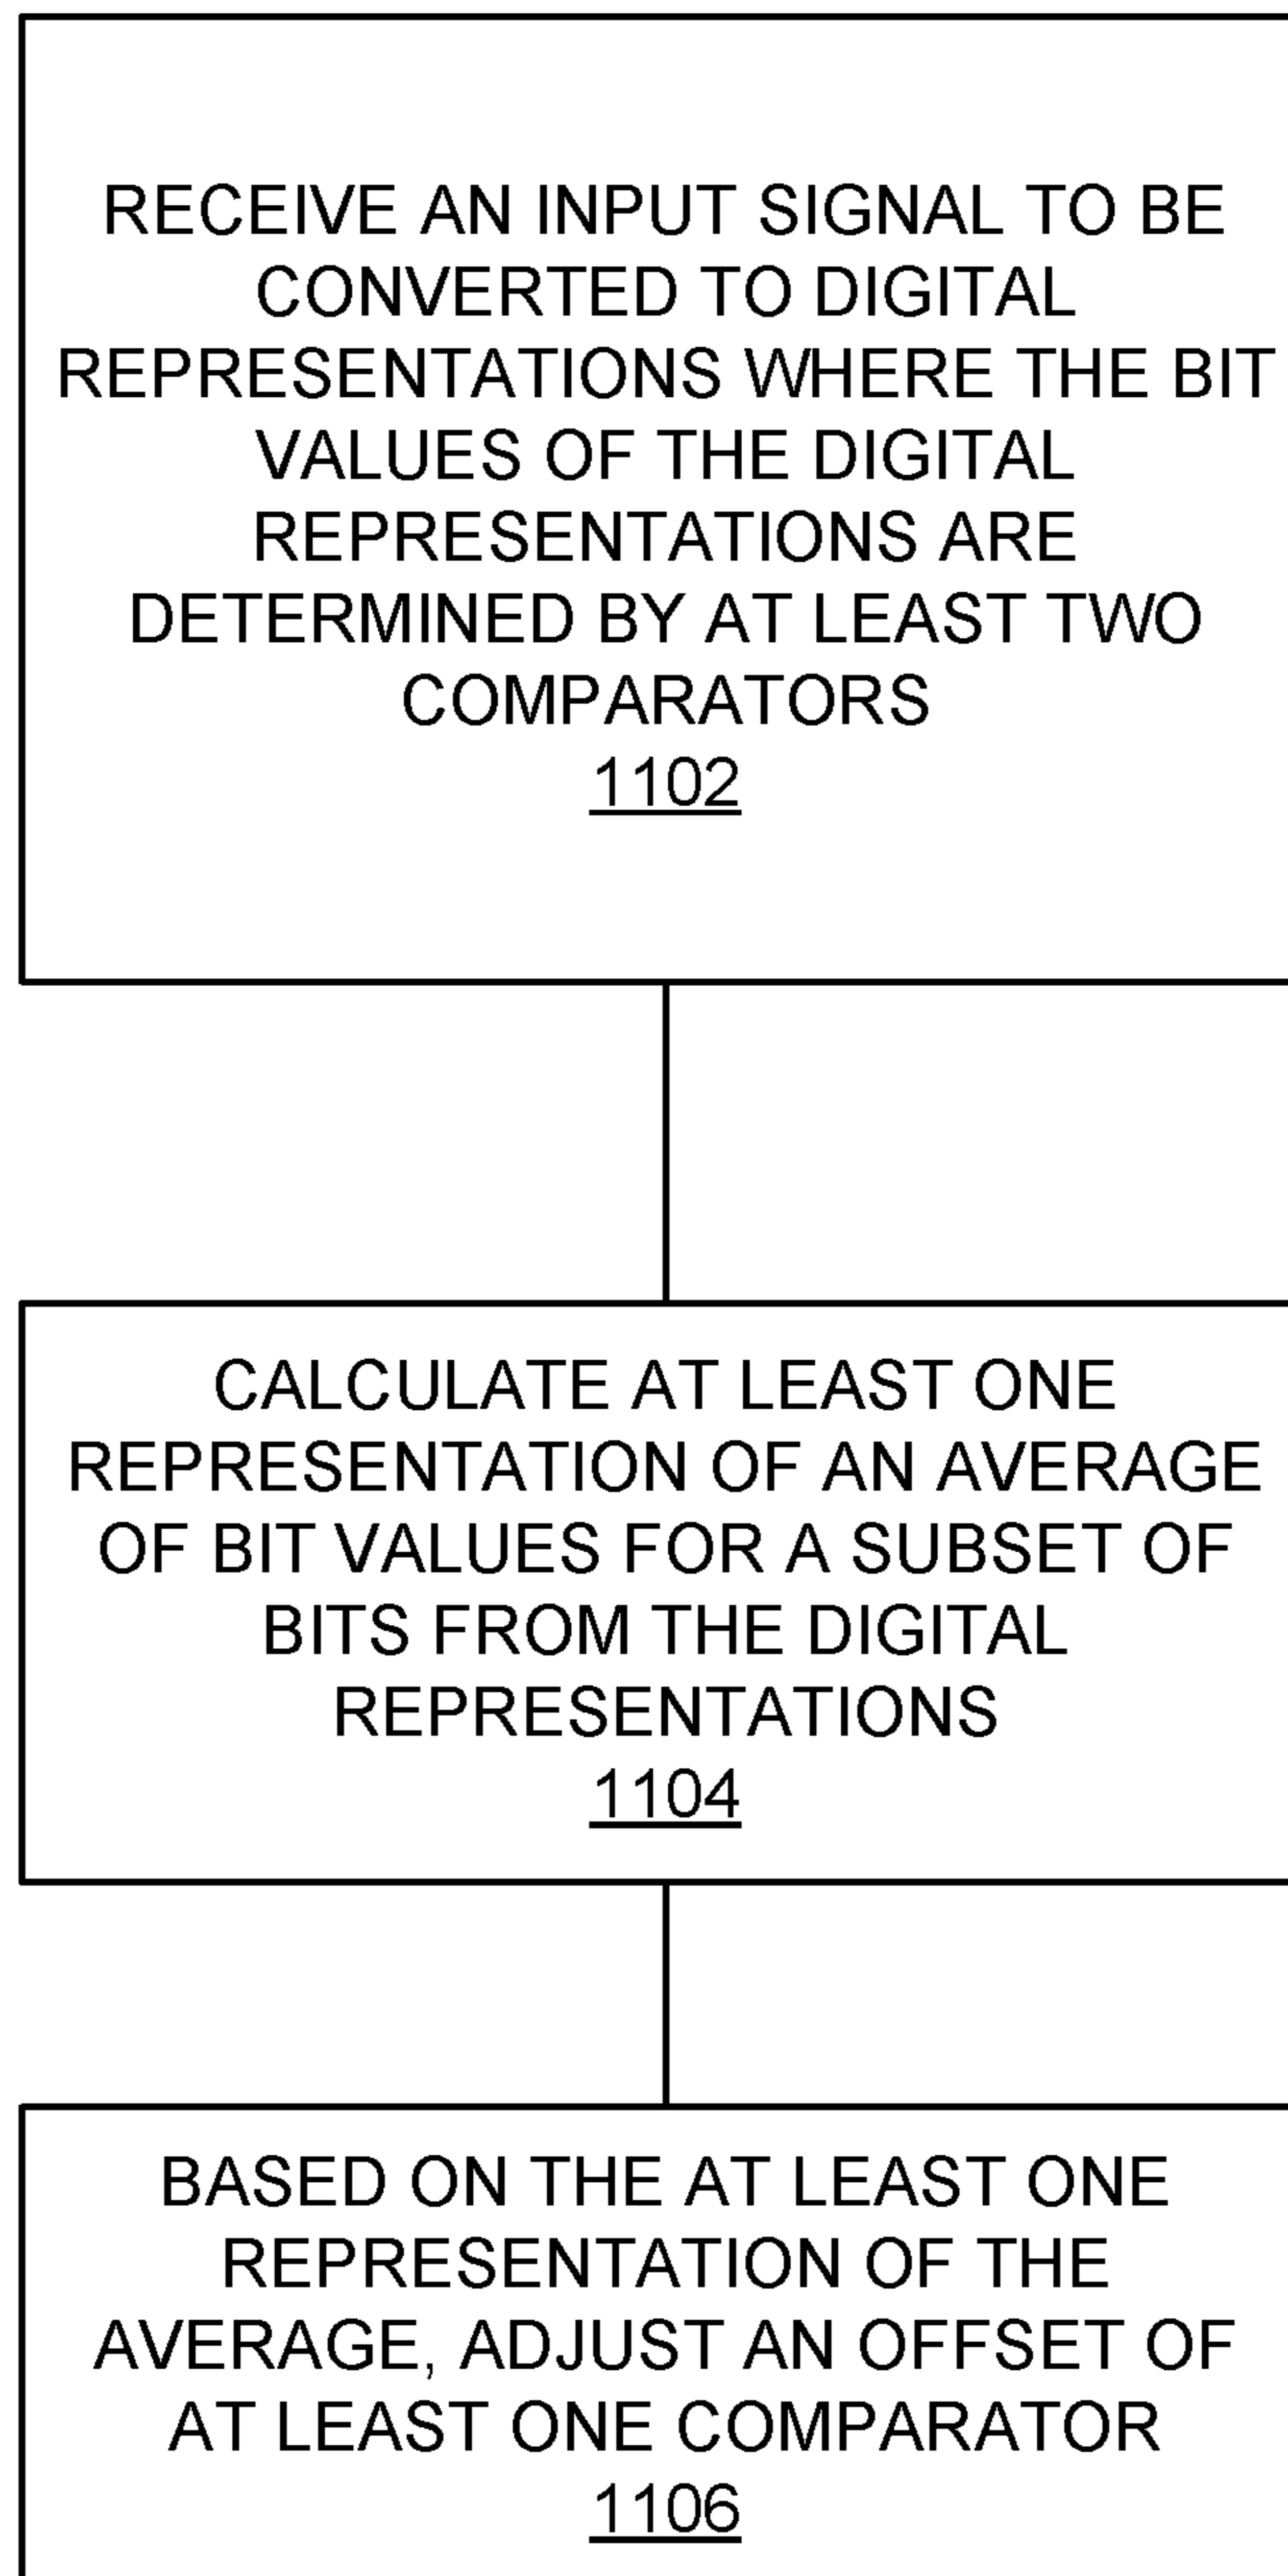 RECEIVE AN INPUT SIGNAL TO BE
CONVERTED TO DIGITAL
REPRESENTATIONS WHERE THE BIT
VALUES OF THE DIGITAL
REPRESENTATIONS ARE
DETERMINED BY AT LEAST TWO
COMPARATORS
1102
CALCULATE AT LEAST ONE
REPRESENTATION OF AN AVERAGE
OF BIT VALUES FOR A SUBSET OF
BITS FROM THE DIGITAL
REPRESENTATIONS
1104
BASED ON THE AT LEAST ONE
REPRESENTATION OF THE
AVERAGE, ADJUST AN OFFSET OF
AT LEAST ONE COMPARATOR
1106